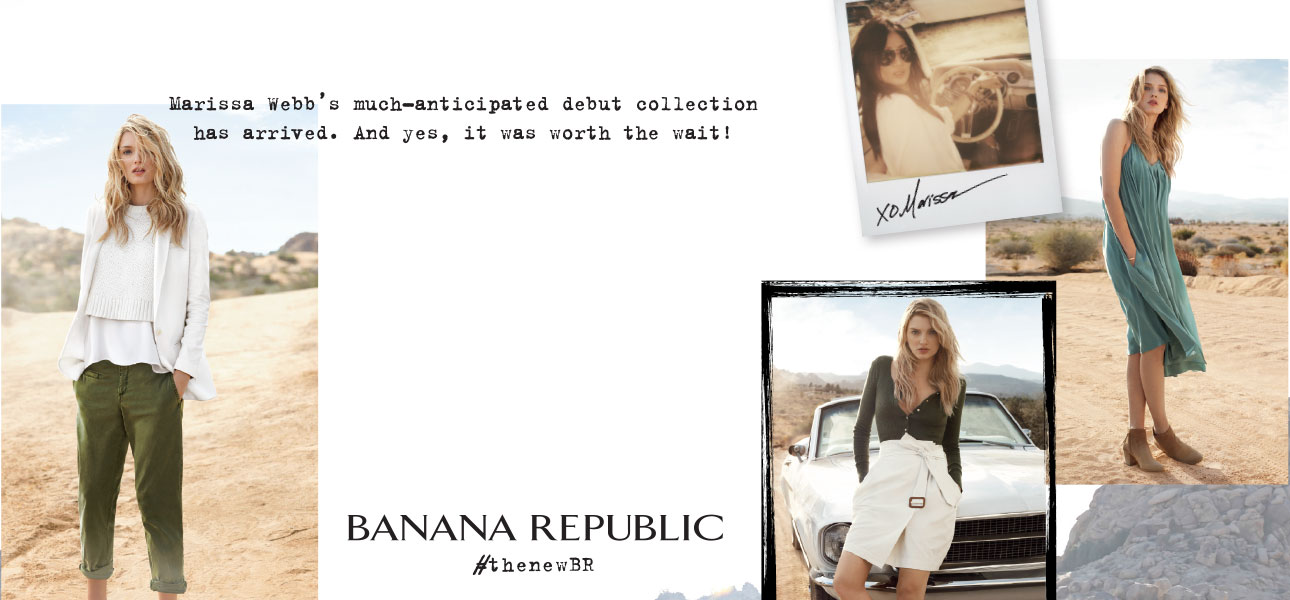 Marissa Webb's much-anticipated debut collection
has arrived. And yes, it was worth the wait!
XO.Marissa
BANANA REPUBLIC
#thenewBR